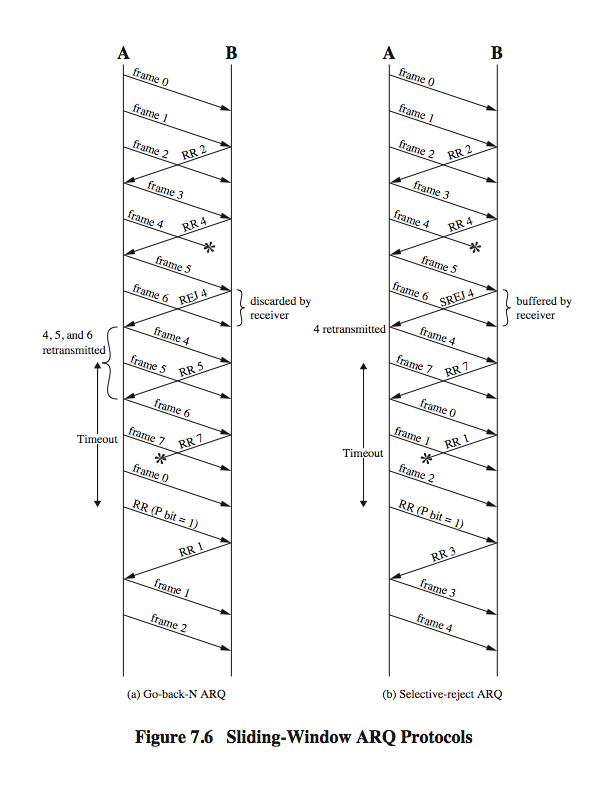 A
B
frame 0
frame 1
frame 2
RR 2
frame 3
frame 4
RR 4
*
frame 5
frame 6
REJ 4
discarded by
receiver
4, 5, and 6
retransmitted
frame 4
frame 5
RR 5
frame 6
Timeout
frame 7
RR 7
*
frame 0
RR (P bit = 1)
RR 1
frame 1
frame 2
(a) Go-back-N ARQ
A
B
frame 0
frame 1
frame 2
RR 2
frame 3
frame 4
RR 4
*
frame 5
frame 6
SREJ 4
buffered by
receiver
4 retransmitted
frame 4
frame 7
RR 7
frame 0
Timeout
frame 1
RR 1
*
frame 2
RR (P bit = 1)
RR 3
frame 3
frame 4
(b) Selective-reject ARQ
Figure 7.6 Sliding-Window ARQ Protocols